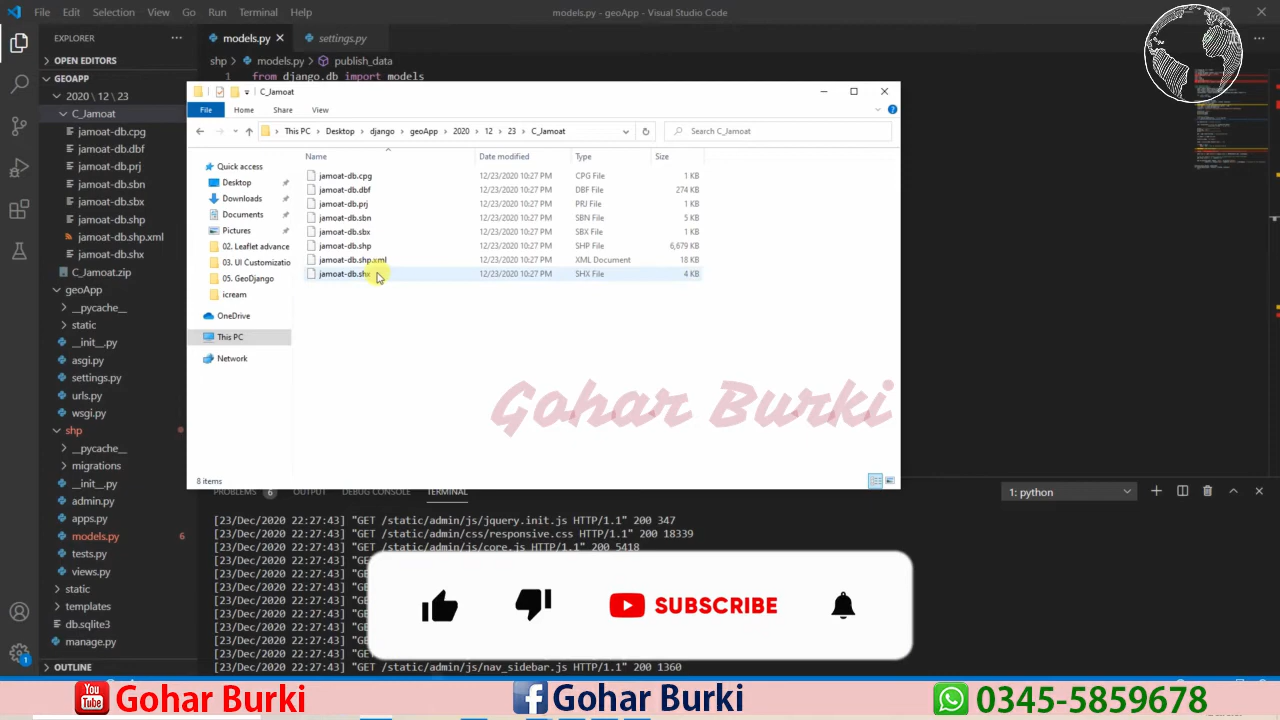 File Edit Run Terminal Help
models.py - geoApp - Visual Studio Code
EXPLORER
models.py
settings.py
OPEN EDITORS
shp > models.py > publish_data
1 from django.db import models
GEOAPP
2020 \ 12 \ 23
C_Jamoat
jamoat-db.cpg
jamoat-db.dbf
jamoat-db.prj
jamoat-db.sbn
jamoat-db.sbx
jamoat-db.shp
jamoat-db.shp.xml
jamoat-db.shx
C_Jamoat.zip
geoApp
__pycache__
static
__init__.py
asgi.py
settings.py
urls.py
wsgi.py
shp
__pycache__
migrations
__init__.py
admin.py
apps.py
models.py 6
tests.py
views.py
static
templates
db.sqlite3
manage.py
OUTLINE
1
C_Jamoat
File Home Share View
This PC > Desktop > django > geoApp > 2020 > 12 > 23 > C_Jamoat
Search C_Jamoat
Name Date modified Type Size
Quick access
Desktop
Downloads
Documents
Pictures
02. Leaflet advance
03. UI Customizatio
05. GeoDjango
icream
OneDrive
This PC
Network
jamoat-db.cpg 12/23/2020 10:27 PM CPG File 1 KB
jamoat-db.dbf 12/23/2020 10:27 PM DBF File 274 KB
jamoat-db.prj 12/23/2020 10:27 PM PRJ File 1 KB
jamoat-db.sbn 12/23/2020 10:27 PM SBN File 5 KB
jamoat-db.sbx 12/23/2020 10:27 PM SBX File 1 KB
jamoat-db.shp 12/23/2020 10:27 PM SHP File 6,679 KB
jamoat-db.shp.xml 12/23/2020 10:27 PM XML Document 18 KB
jamoat-db.shx 12/23/2020 10:27 PM SHX File 4 KB
Gohar Burki
8 items
PROBLEMS 6 OUTPUT DEBUG CONSOLE TERMINAL
1: python
[23/Dec/2020 22:27:43] "GET /static/admin/js/jquery.init.js HTTP/1.1" 200 347
[23/Dec/2020 22:27:43] "GET /static/admin/css/responsive.css HTTP/1.1" 200 18339
[23/Dec/2020 22:27:43] "GET /static/admin/js/core.js HTTP/1.1" 200 5418
[23/Dec/2020 22:27:43] "G
[23/Dec/2020 22:27:43] "G
[23/Dec/2020 22:27:43] "G
[23/Dec/2020 22:27:43] "G
[23/Dec/2020 22:27:43] "G
[23/Dec/2020 22:27:43] "G
[23/Dec/2020 22:27:43] "G
[23/Dec/2020 22:27:43] "G
[23/Dec/2020 22:27:43] "GET /static/admin/js/nav_sidebar.js HTTP/1.1" 200 1360
SUBSCRIBE
You Tube Gohar Burki
Gohar Burki
0345-5859678